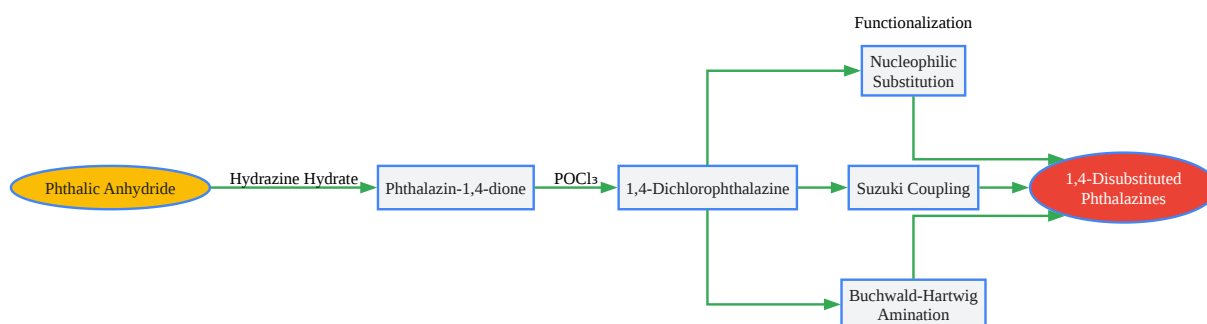 Functionalization
Nucleophilic
Substitution
Phthalic Anhydride
Hydrazine Hydrate
Phthalazin-1,4-dione
POCl₃
1,4-Dichlorophthalazine
Suzuki Coupling
1,4-Disubstituted
Phthalazines
Buchwald-Hartwig
Amination